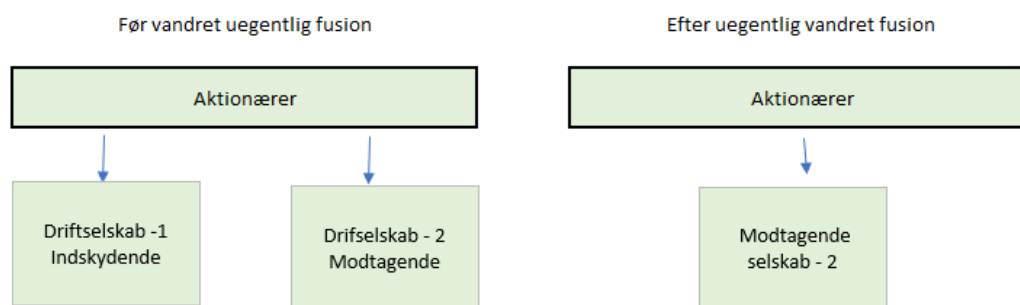 Før vandret uegentlig fusion
Efter uegentlig vandret fusion
Aktionærer
Aktionærer
Driftselskab -1
Indskydende
Drifselskab - 2
Modtagende
Modtagende
selskab - 2